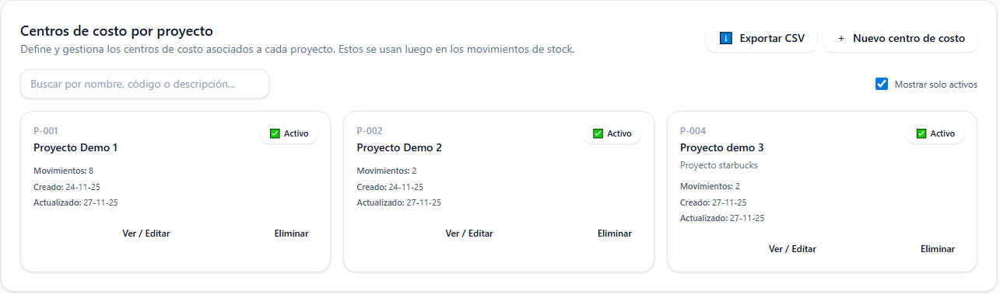 Centros de costo por proyecto
Define y gestiona los centros de costo asociados a cada proyecto. Estos se usan luego en los movimientos de stock.
Exportar CSV
+ Nuevo centro de costo
Buscar por nombre, código o descripción...
Mostrar solo activos
P-001
Activo
Proyecto Demo 1
Movimientos: 8
Creado: 24-11-25
Actualizado: 27-11-25
Ver / Editar
Eliminar
P-002
Activo
Proyecto Demo 2
Movimientos: 2
Creado: 24-11-25
Actualizado: 27-11-25
Ver / Editar
Eliminar
P-004
Activo
Proyecto demo 3
Proyecto starbucks
Movimientos: 2
Creado: 27-11-25
Actualizado: 27-11-25
Ver / Editar
Eliminar